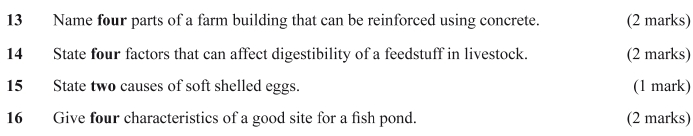 13 Name four parts of a farm building that can be reinforced using concrete. (2 marks)
14 State four factors that can affect digestibility of a feedstuff in livestock. (2 marks)
15 State two causes of soft shelled eggs. (1 mark)
16 Give four characteristics of a good site for a fish pond. (2 marks)